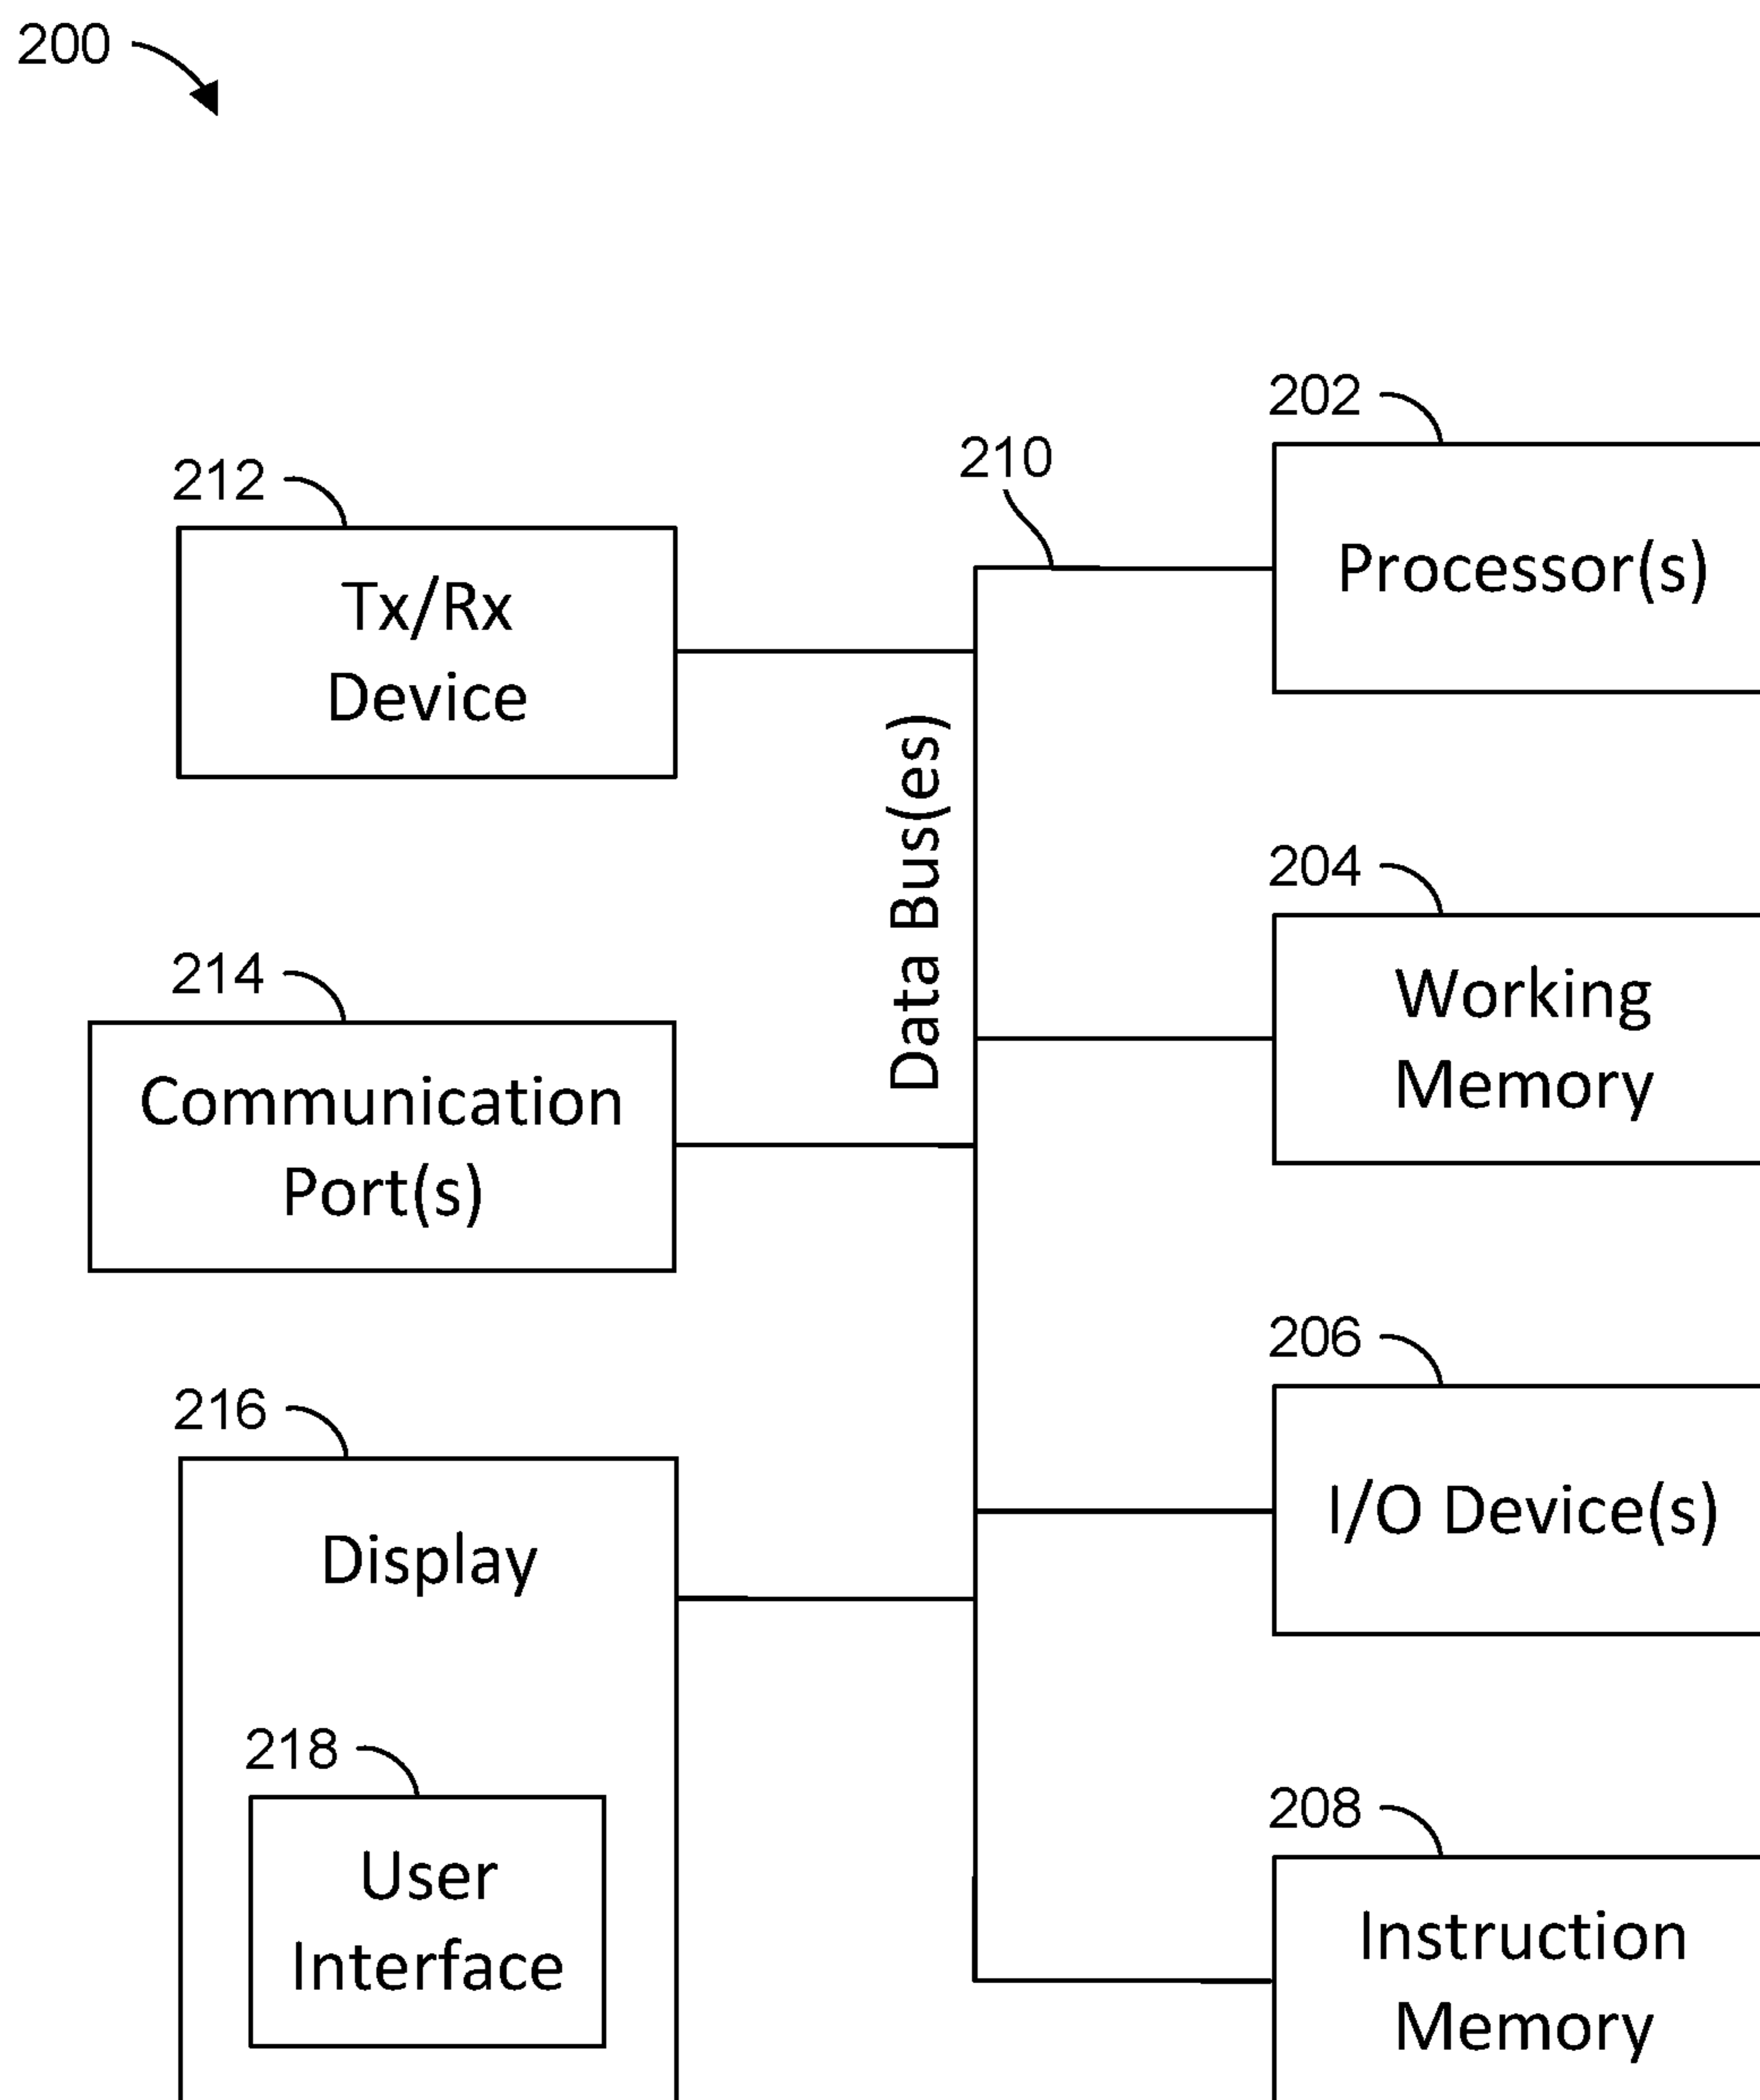 200
202
210
212
Processor(s)
Tx/Rx
Device
Data Bus(es)
204
214
Working
Memory
Communication
Port(s)
206
216
I/O Device(s)
Display
218
208
User
Interface
Instruction
Memory